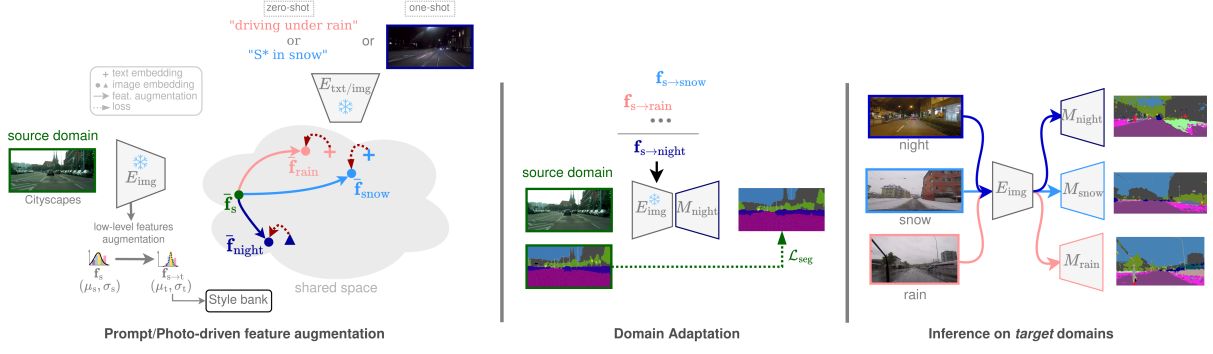 zero-shot
one-shot
"driving under rain"
or
or
"S* in snow"
text embedding
image embedding
feat. augmentation
loss
E_txt/img
source domain
E_img
Cityscapes
f̄_rain
f̄_snow
f̄_s
f̄_night
low-level features
augmentation
f_s
f_s→t
(μ_s, σ_s)
(μ_t, σ_t)
Style bank
shared space
Prompt/Photo-driven feature augmentation
f_s→snow
f_s→rain
•••
f_s→night
source domain
E_img
M_night
L_seg
Domain Adaptation
night
snow
rain
E_img
M_night
M_snow
M_rain
Inference on target domains